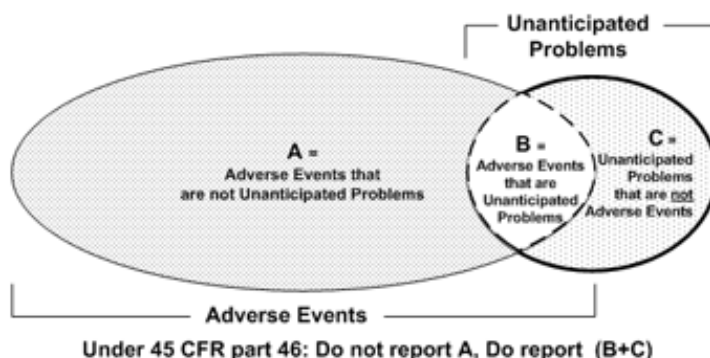 Unanticipated
Problems
A =
Adverse Events that
are not Unanticipated Problems
B =
Adverse Events
that are
Unanticipated
Problems
C =
Unanticipated
Problems
that are not
Adverse Events
Adverse Events
Under 45 CFR part 46: Do not report A, Do report (B+C)